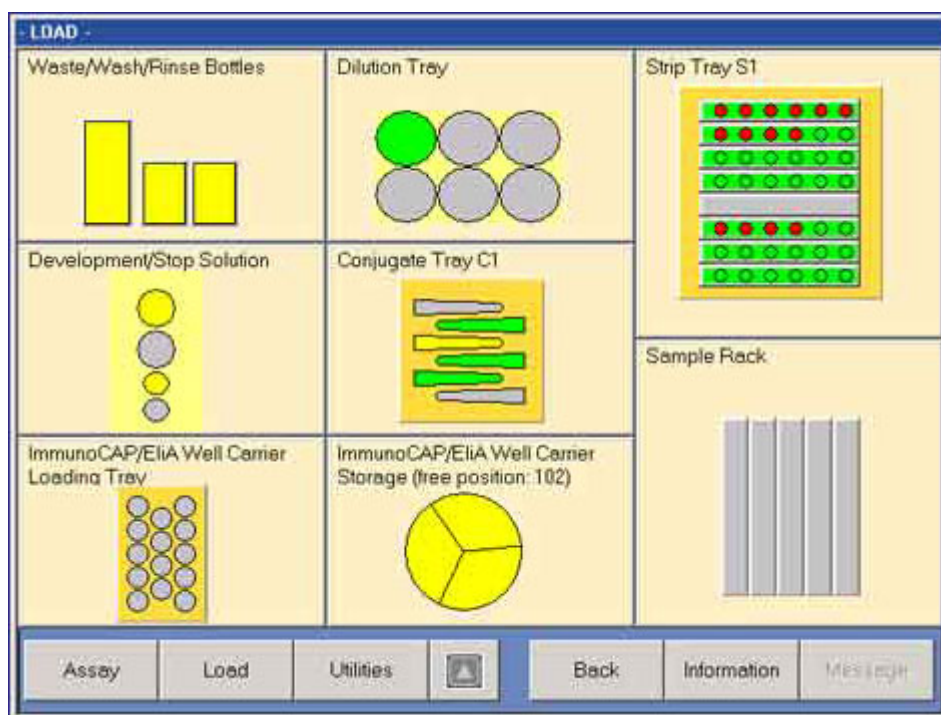 - LOAD -
Waste/Wash/Rinse Bottles
Dilution Tray
Strip Tray S1
Development/Stop Solution
Conjugate Tray C1
Sample Rack
ImmunoCAP/EliA Well Carrier
Loading Tray
ImmunoCAP/EliA Well Carrier
Storage (free position: 102)
Assay
Load
Utilities
Back
Information
Message